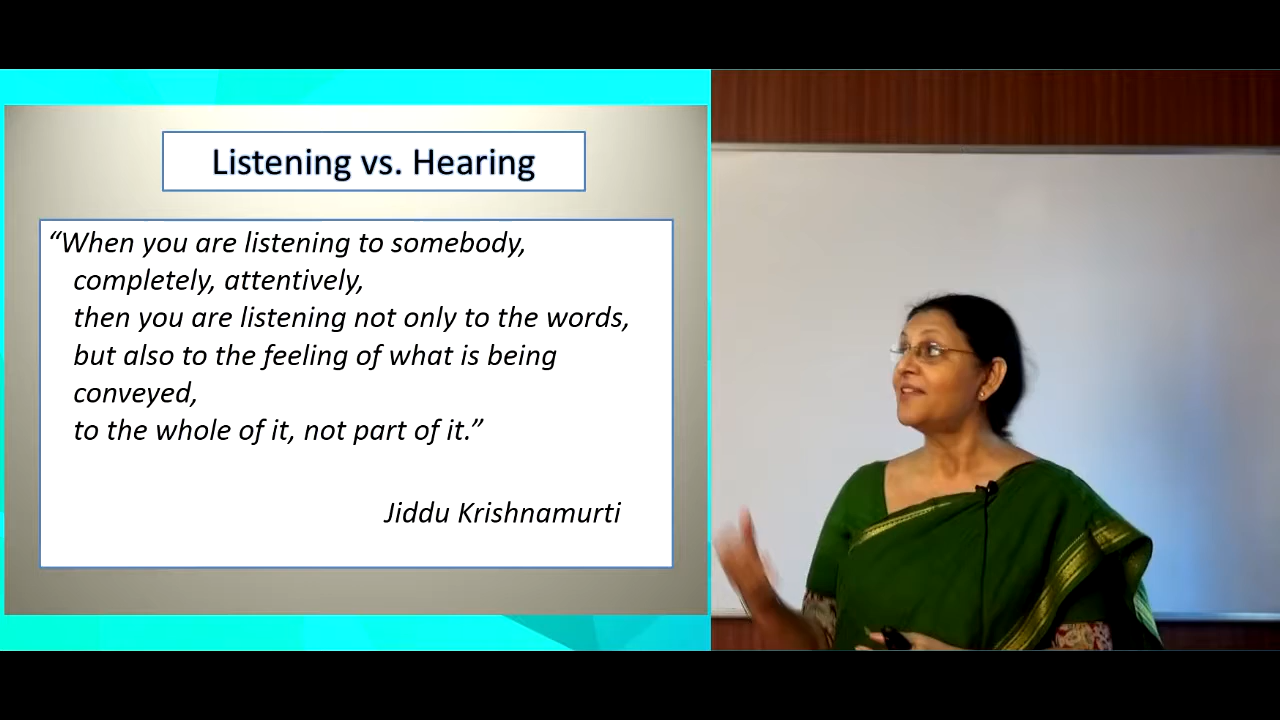 Listening vs. Hearing
“When you are listening to somebody,
completely, attentively,
then you are listening not only to the words,
but also to the feeling of what is being
conveyed,
to the whole of it, not part of it.”
Jiddu Krishnamurti